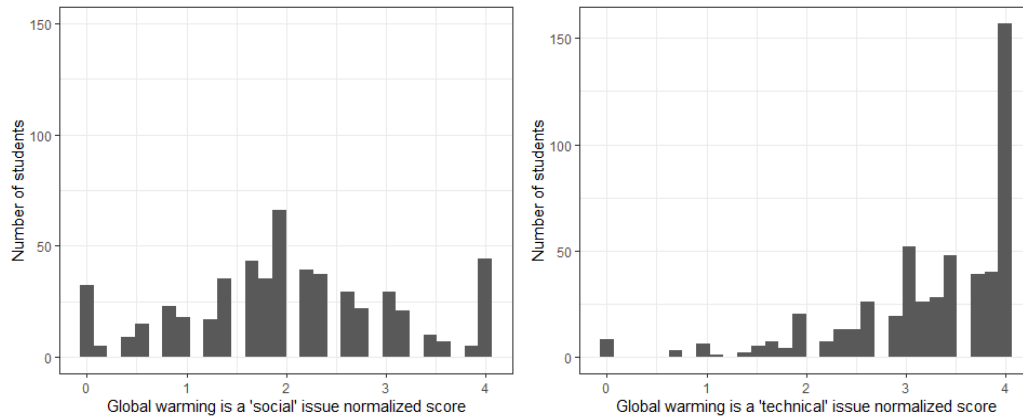 150
100
50
0
Number of students
0 1 2 3 4
Global warming is a 'social' issue normalized score
150
100
50
0
Number of students
0 1 2 3 4
Global warming is a 'technical' issue normalized score